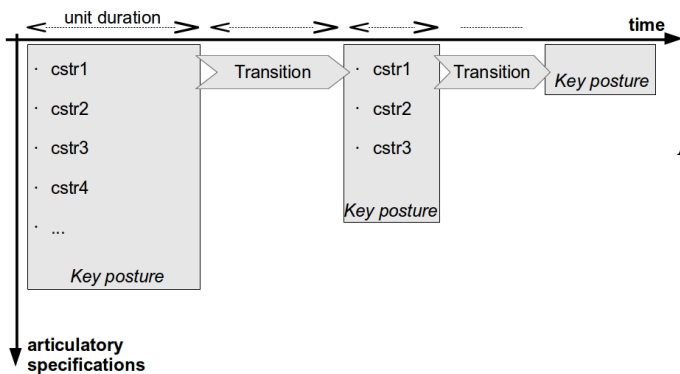 unit duration
time
· cstr1
· cstr2
· cstr3
· cstr4
· ...
Key posture
Transition
· cstr1
· cstr2
· cstr3
Key posture
Transition
Key posture
articulatory
specifications